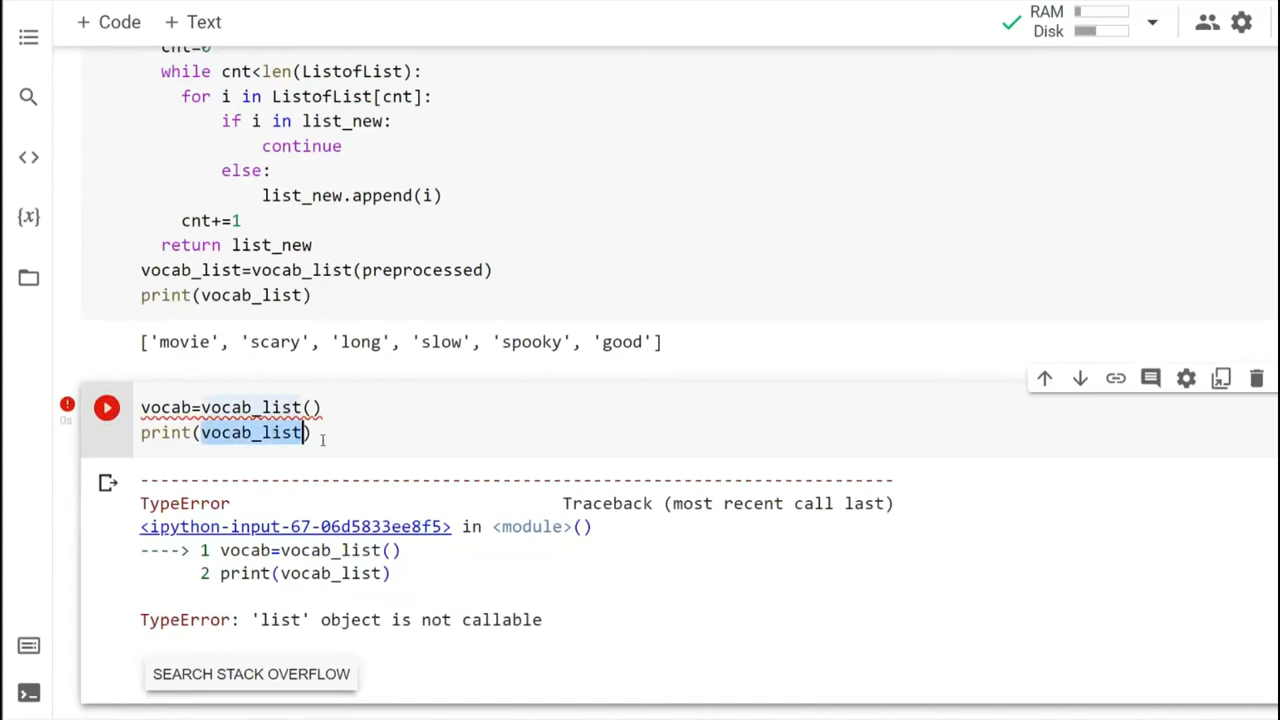 + Code + Text
RAM
Disk
cnt=0
while cnt<len(ListofList):
for i in ListofList[cnt]:
if i in list_new:
continue
else:
list_new.append(i)
cnt+=1
return list_new
vocab_list=vocab_list(preprocessed)
print(vocab_list)
['movie', 'scary', 'long', 'slow', 'spooky', 'good']
vocab=vocab_list()
0s
print(vocab_list)
---------------------------------------------------------------------------
TypeError Traceback (most recent call last)
<ipython-input-67-06d5833ee8f5> in <module>()
----> 1 vocab=vocab_list()
2 print(vocab_list)
TypeError: 'list' object is not callable
SEARCH STACK OVERFLOW